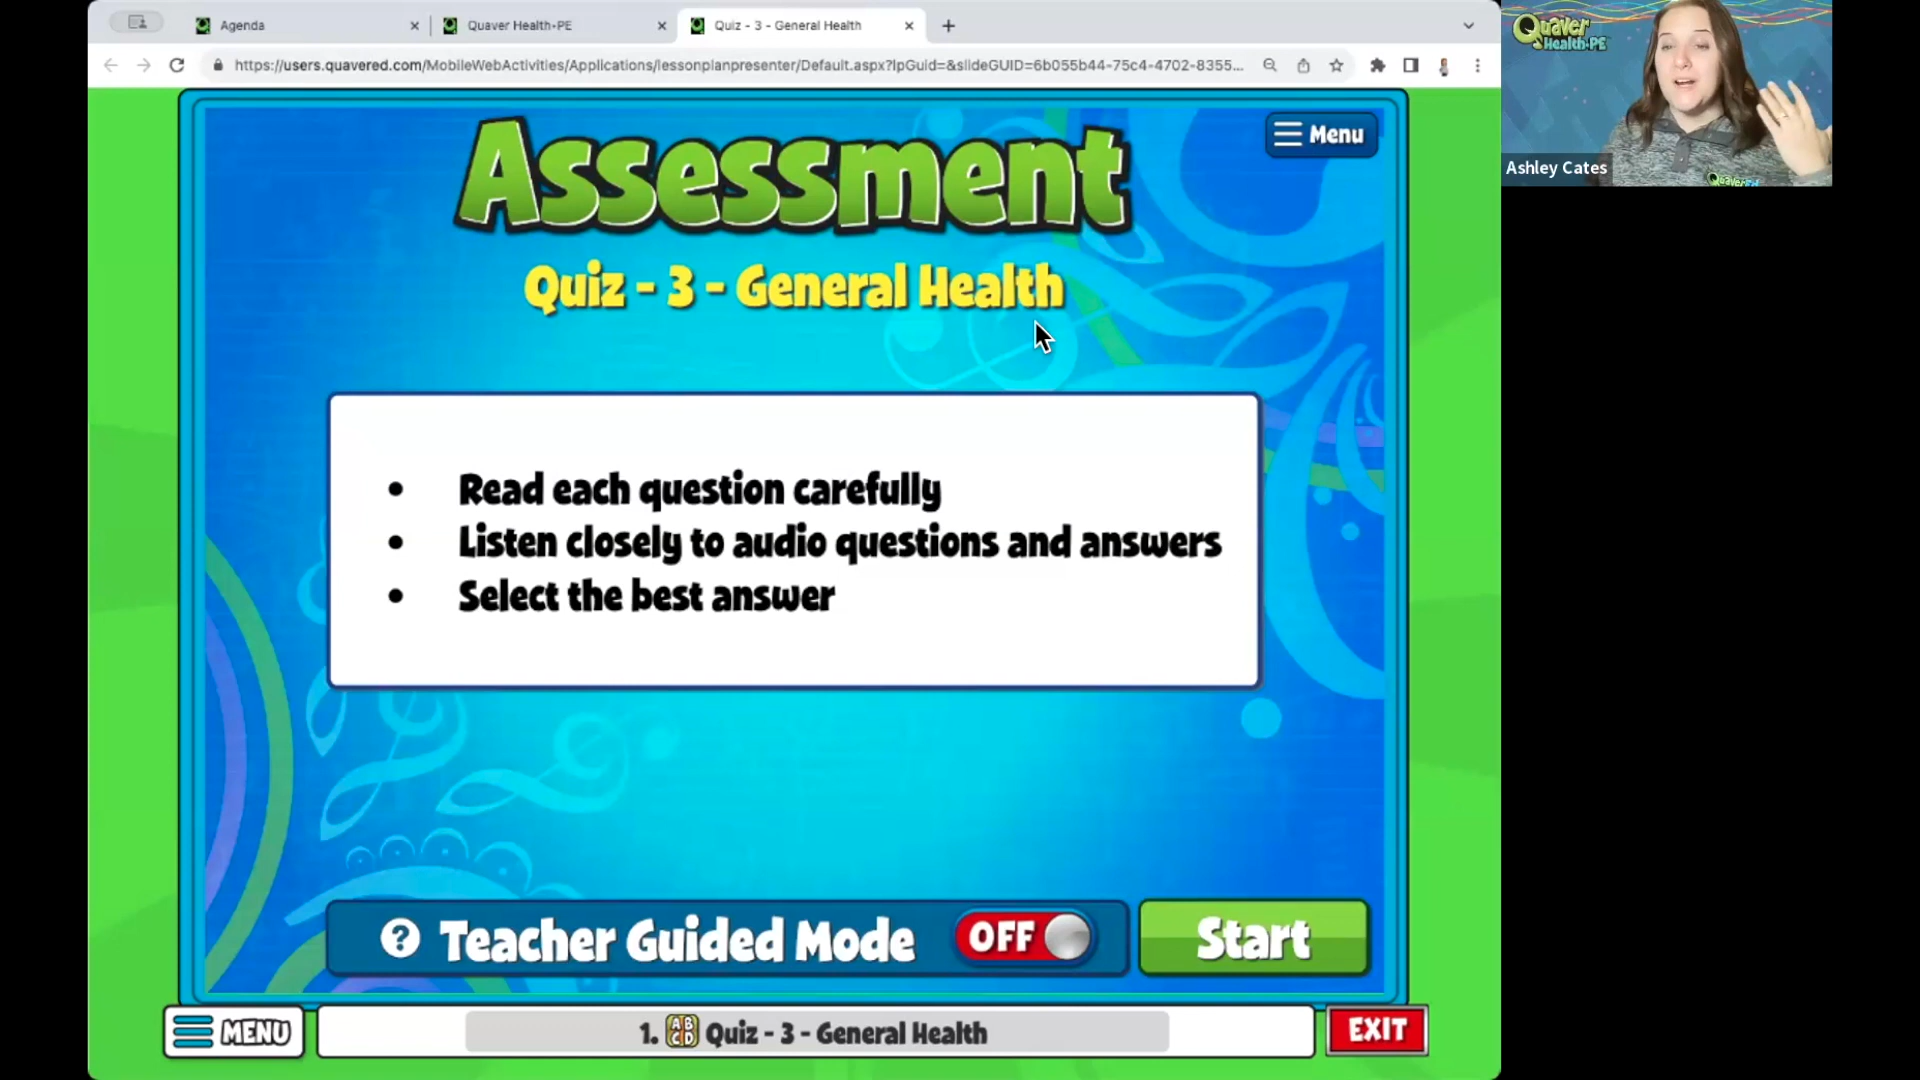 Agenda
Quaver Health•PE
Quiz - 3 - General Health
https://users.quavered.com/MobileWebActivities/Applications/lessonplanpresenter/Default.aspx?lpGuid=&slideGUID=6b055b44-75c4-4702-8355...
Quaver
Health•PE
Ashley Cates
QuaverEd
Menu
Assessment
Quiz - 3 - General Health
• Read each question carefully
• Listen closely to audio questions and answers
• Select the best answer
? Teacher Guided Mode OFF
Start
MENU
1. ABCD Quiz - 3 - General Health
EXIT